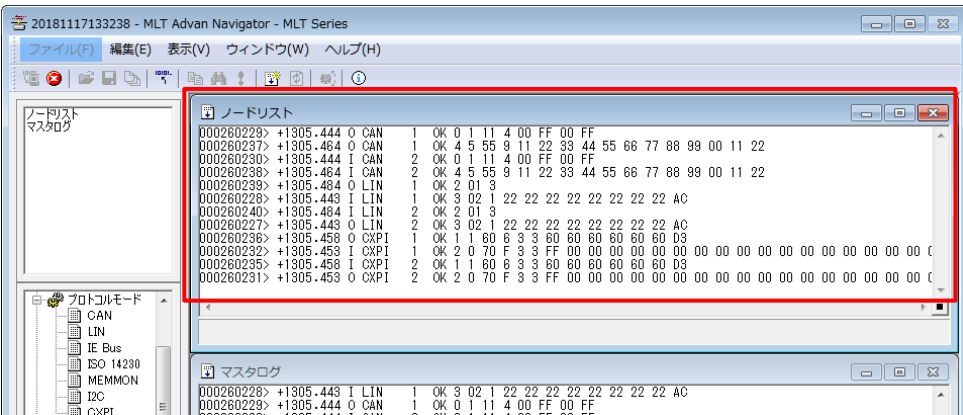 20181117133238 - MLT Advan Navigator - MLT Series
ファイル(F) 編集(E) 表示(V) ウィンドウ(W) ヘルプ(H)
ノードリスト
マスタログ
ノードリスト
000260229> +1305.444 O CAN 1 OK 0 1 11 4 00 FF 00 FF
000260237> +1305.464 O CAN 1 OK 4 5 55 9 11 22 33 44 55 66 77 88 99 00 11 22
000260230> +1305.444 I CAN 2 OK 0 1 11 4 00 FF 00 FF
000260238> +1305.464 I CAN 2 OK 4 5 55 9 11 22 33 44 55 66 77 88 99 00 11 22
000260239> +1305.484 O LIN 1 OK 2 01 3
000260228> +1305.443 I LIN 1 OK 3 02 1 22 22 22 22 22 22 22 22 AC
000260240> +1305.484 I LIN 2 OK 2 01 3
000260227> +1305.443 O LIN 2 OK 3 02 1 22 22 22 22 22 22 22 22 AC
000260236> +1305.458 O CXPI 1 OK 1 1 60 6 3 3 60 60 60 60 60 60 D3
000260232> +1305.453 I CXPI 1 OK 2 0 70 F 3 3 FF 00 00 00 00 00 00 00 00 00 00 00 00 00 00
000260235> +1305.458 I CXPI 2 OK 1 1 60 6 3 3 60 60 60 60 60 60 D3
000260231> +1305.453 O CXPI 2 OK 2 0 70 F 3 3 FF 00 00 00 00 00 00 00 00 00 00 00 00 00 00
プロトコルモード
CAN
LIN
IE Bus
ISO 14230
MEMMON
I2C
CXPI
マスタログ
000260228> +1305.443 I LIN 1 OK 3 02 1 22 22 22 22 22 22 22 22 AC
000260229> +1305.444 O CAN 1 OK 0 1 11 4 00 FF 00 FF